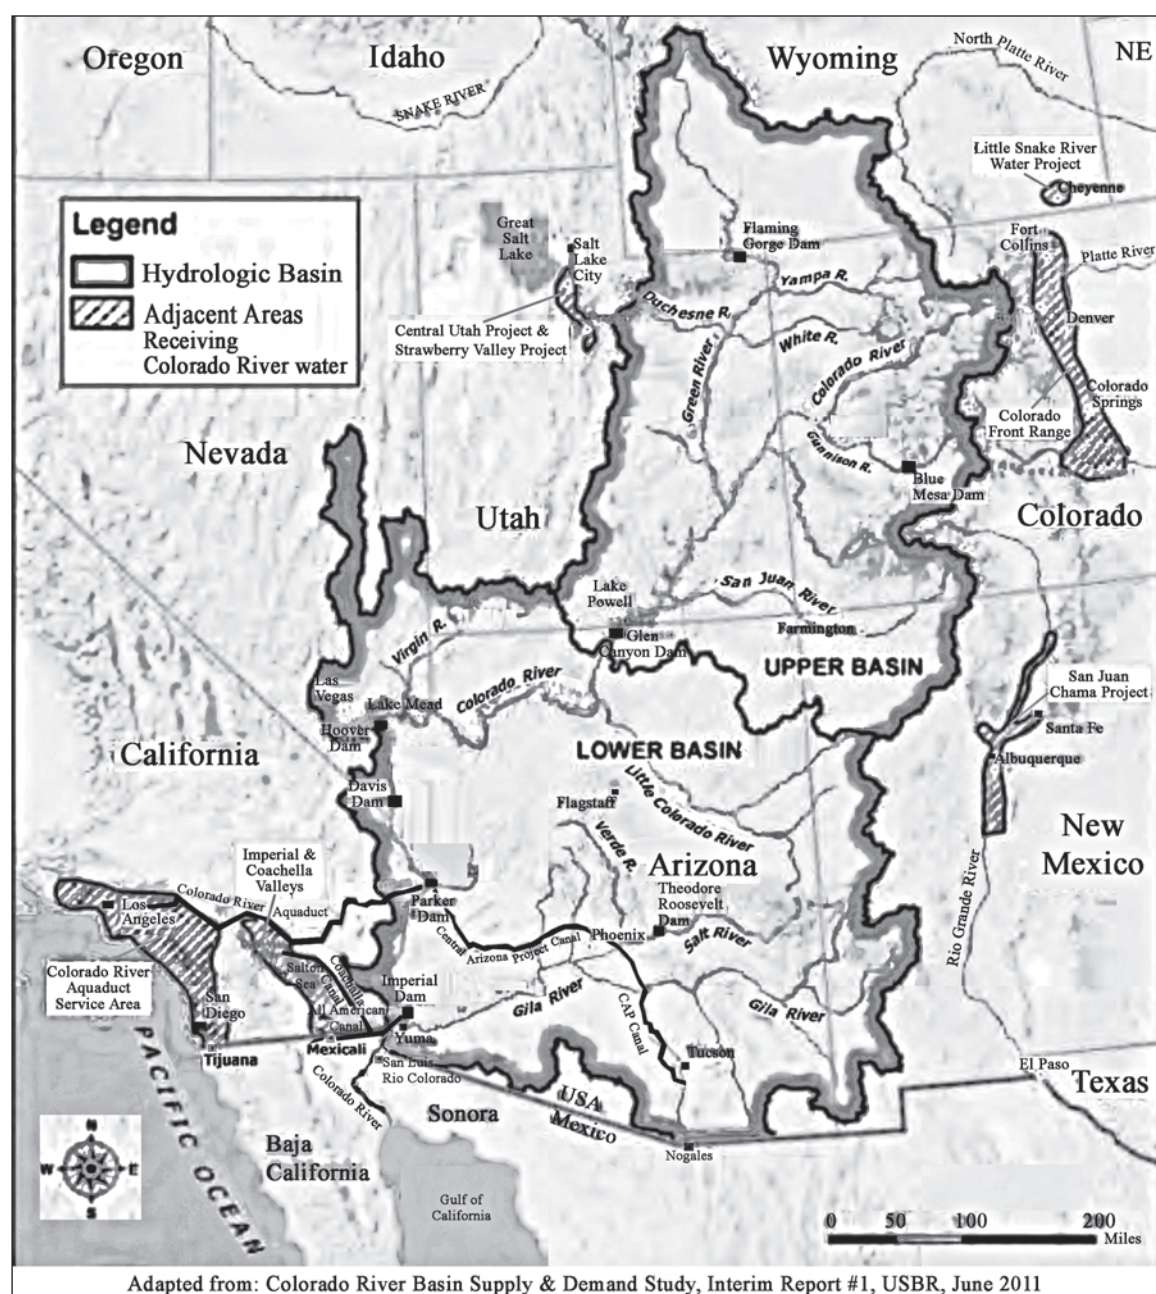 Oregon
Idaho
SNAKE RIVER
Wyoming
North Platte River
NE
Little Snake River
Water Project
Cheyenne
Legend
Hydrologic Basin
Adjacent Areas
Receiving
Colorado River water
Great
Salt
Lake
Salt
Lake
City
Flaming
Gorge Dam
Fort
Collins
Platte River
Yampa R.
Duchesne R.
Central Utah Project &
Strawberry Valley Project
White R.
Denver
Green River
Colorado River
Colorado
Springs
Colorado
Front Range
Gunnison R.
Blue
Mesa Dam
Nevada
Utah
Colorado
Lake
Powell
San Juan River
Farmington
Glen
Canyon Dam
UPPER BASIN
Virgin R.
Las
Vegas
Lake Mead
Colorado River
Hoover
Dam
San Juan
Chama Project
Santa Fe
Albuquerque
California
LOWER BASIN
Davis
Dam
Flagstaff
Little Colorado River
Verde R.
Arizona
New
Mexico
Imperial &
Coachella
Valleys
Colorado River
Aquaduct
Los
Angeles
Parker
Dam
Theodore
Roosevelt
Dam
Central Arizona Project Canal
Phoenix
Salt River
Rio Grande River
Colorado River
Aquaduct
Service Area
Salton
Sea
Coachalla
Canal
Imperial
Dam
San
Diego
All American
Canal
Gila River
CAP Canal
Gila River
Yuma
Tijuana
Mexicali
San Luis
Rio Colorado
Tucson
El Paso
Texas
Colorado River
Sonora
USA
Mexico
Nogales
PACIFIC OCEAN
Baja
California
Gulf of
California
N
W
E
S
0 50 100 200
Miles
Adapted from: Colorado River Basin Supply & Demand Study, Interim Report #1, USBR, June 2011